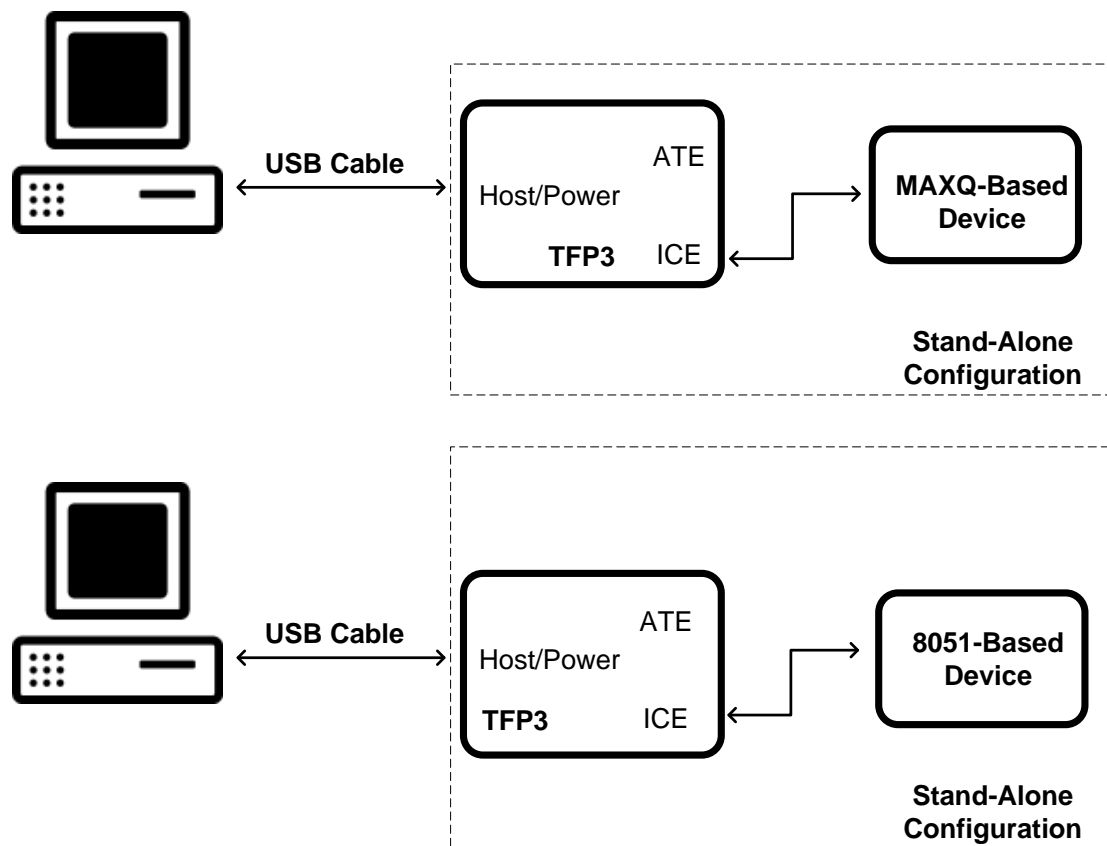 USB Cable
ATE
Host/Power
TFP3 ICE
MAXQ-Based
Device
Stand-Alone
Configuration
USB Cable
ATE
Host/Power
TFP3 ICE
8051-Based
Device
Stand-Alone
Configuration